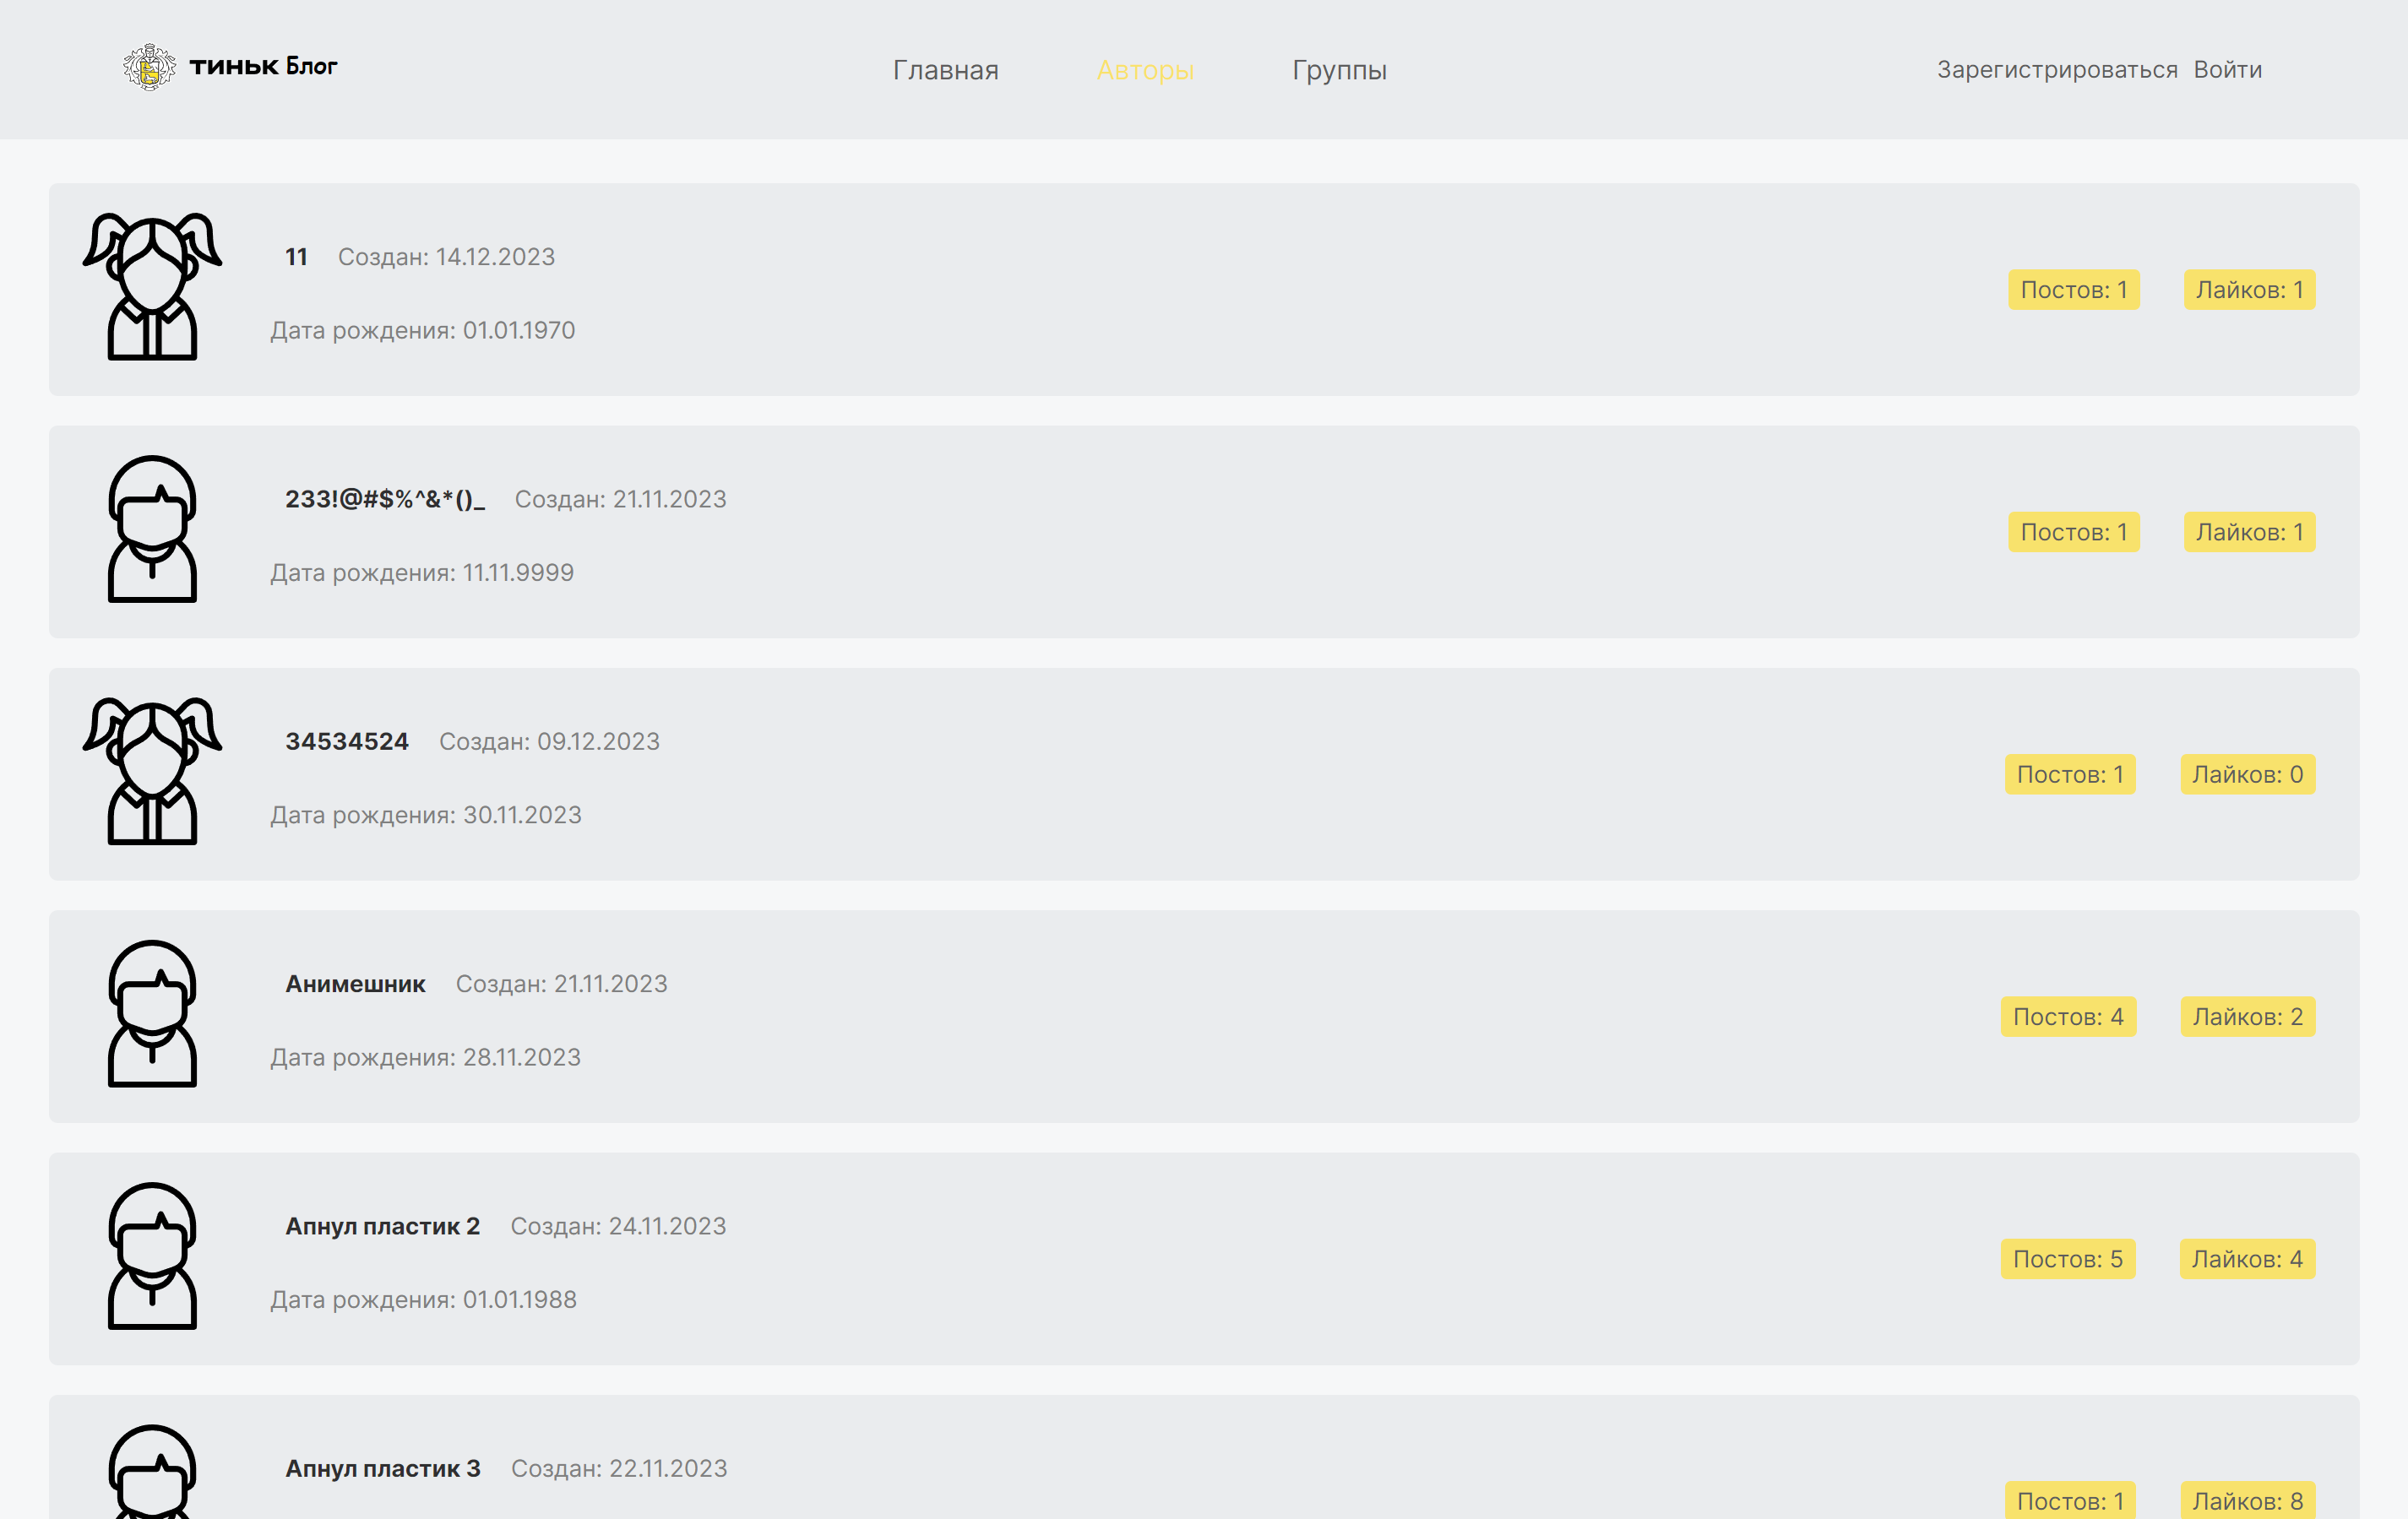 тиньк Блог
Главная Авторы Группы
Зарегистрироваться Войти
11 Создан: 14.12.2023
Дата рождения: 01.01.1970
Постов: 1 Лайков: 1
233!@#$%^&*()_ Создан: 21.11.2023
Дата рождения: 11.11.9999
Постов: 1 Лайков: 1
34534524 Создан: 09.12.2023
Дата рождения: 30.11.2023
Постов: 1 Лайков: 0
Анимешник Создан: 21.11.2023
Дата рождения: 28.11.2023
Постов: 4 Лайков: 2
Апнул пластик 2 Создан: 24.11.2023
Дата рождения: 01.01.1988
Постов: 5 Лайков: 4
Апнул пластик 3 Создан: 22.11.2023
Постов: 1 Лайков: 8